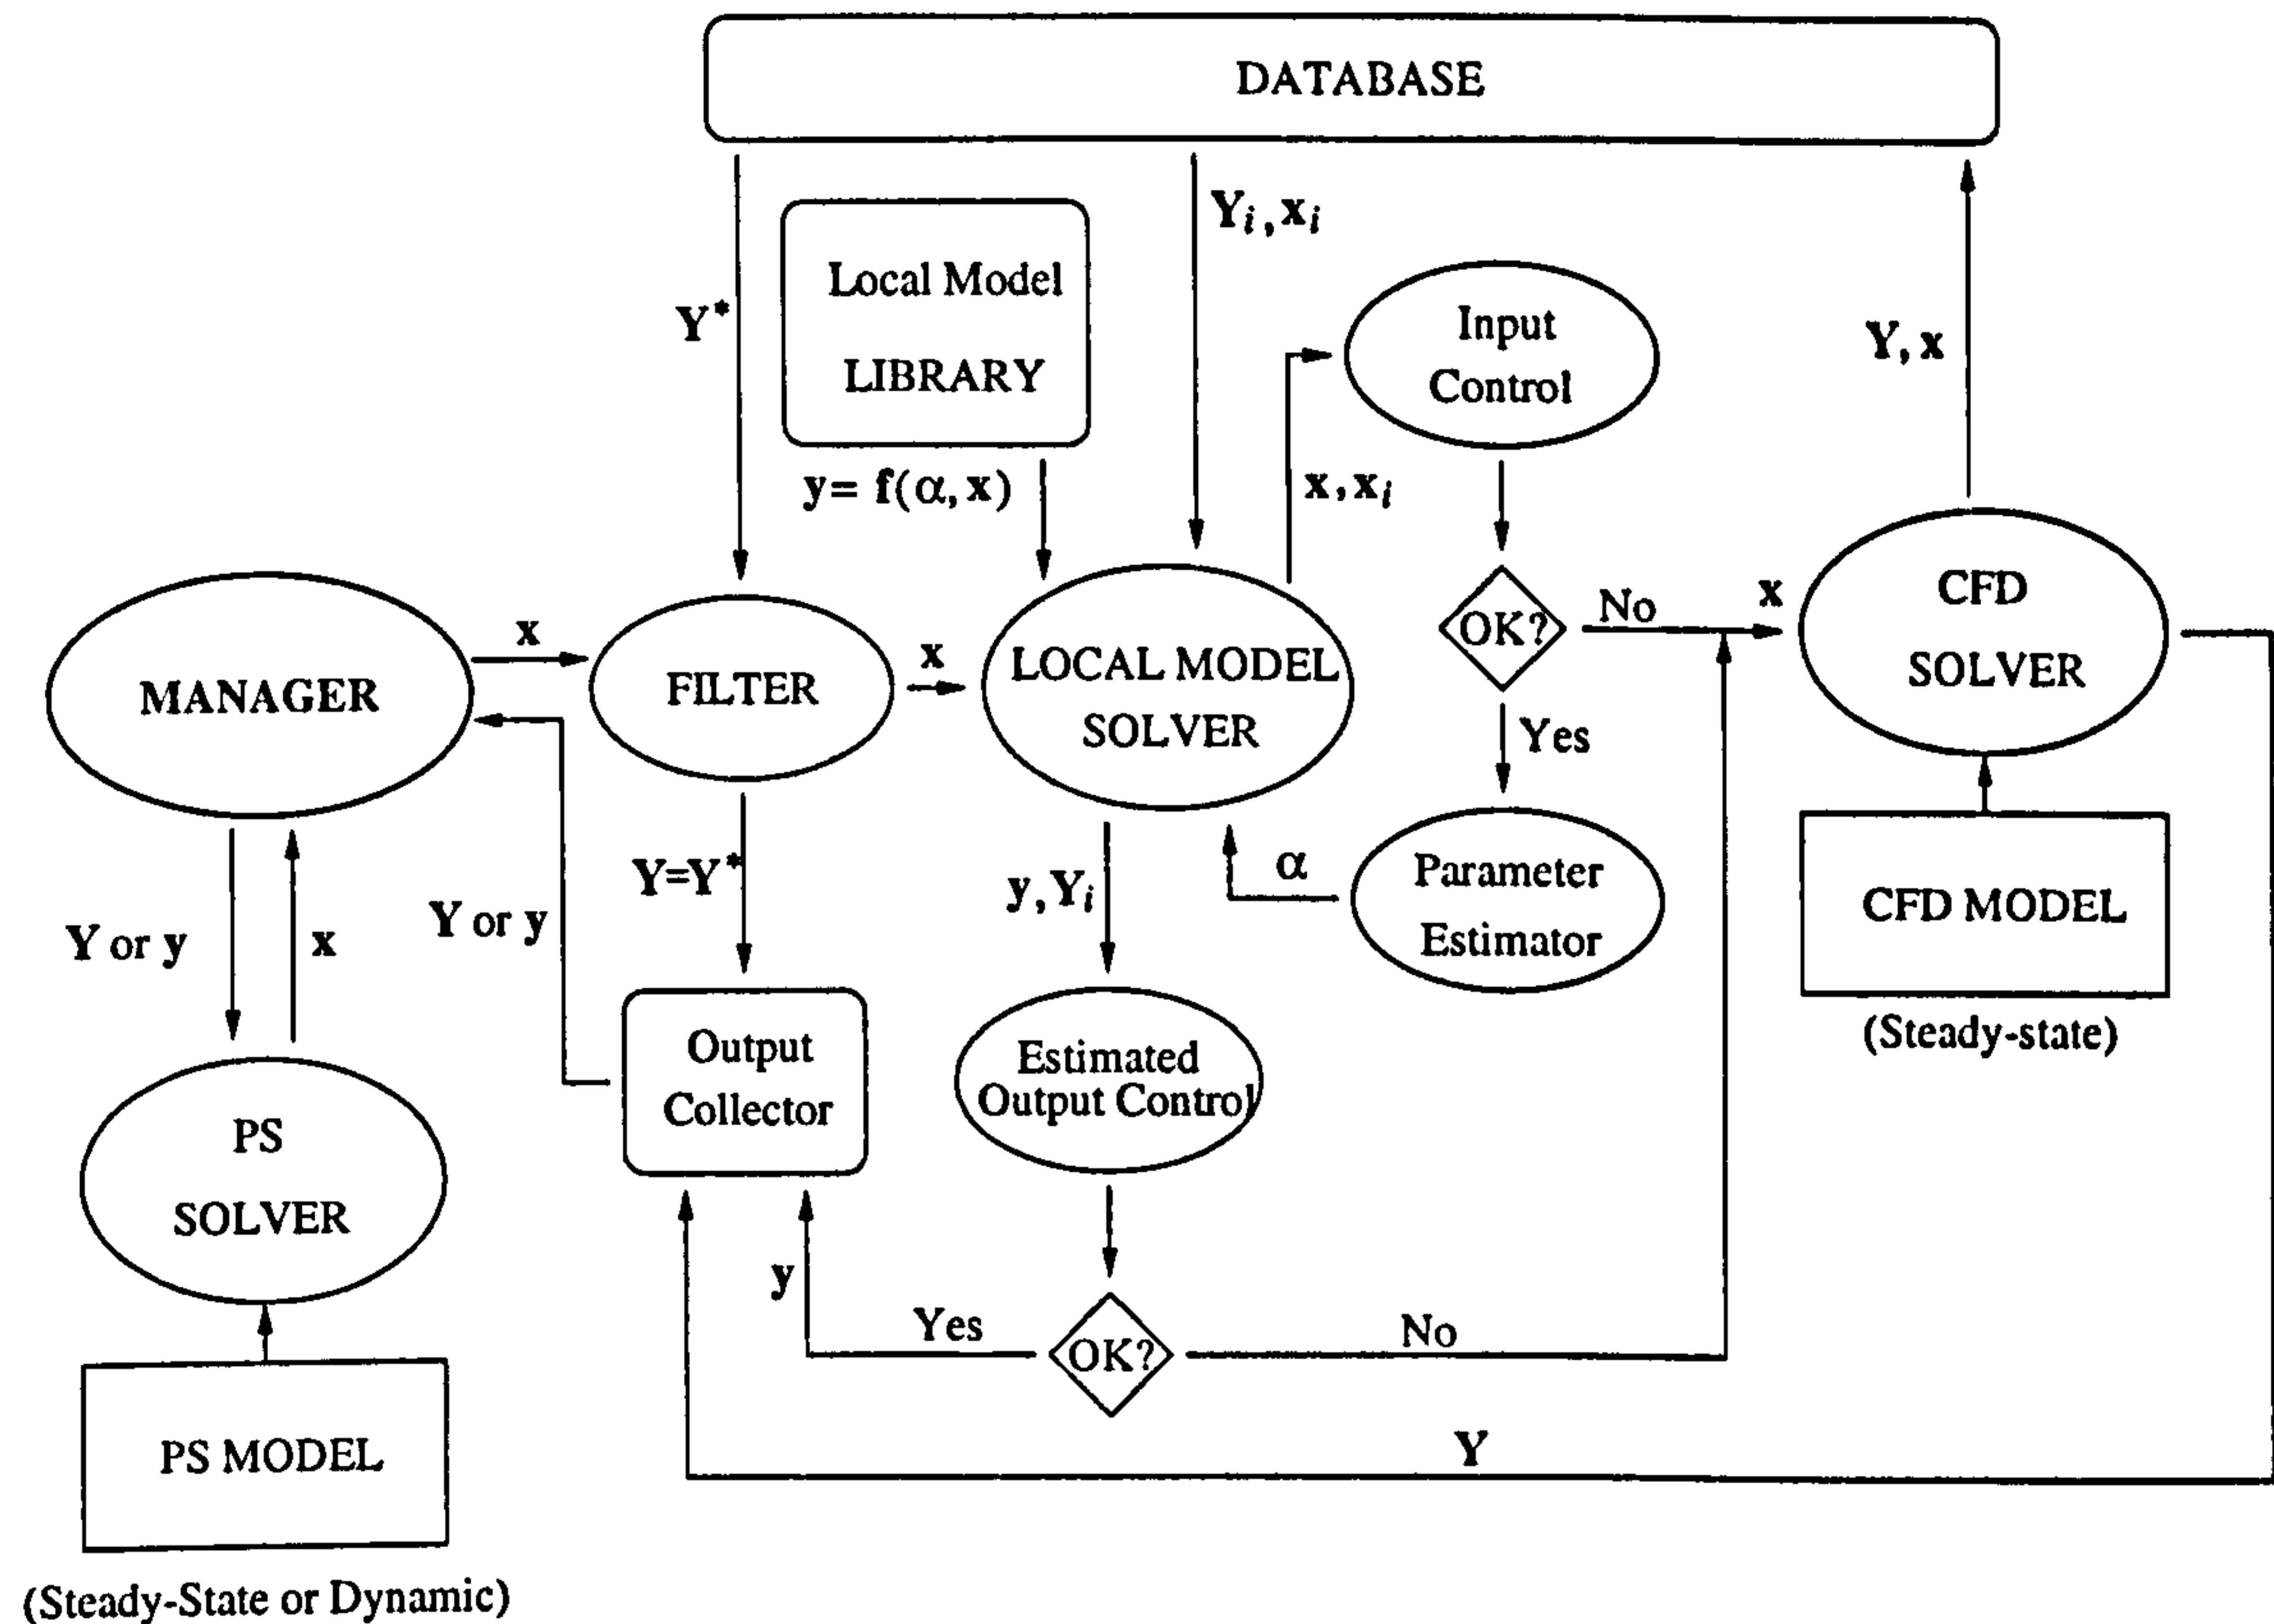 DATABASE
Y*
Local Model
LIBRARY
Yi, xi
Input
Control
Y, x
y= f(α, x)
x, xi
MANAGER
x
FILTER
x
LOCAL MODEL
SOLVER
OK?
No
x
CFD
SOLVER
Yes
Y or y
x
Y or y
Y=Y*
y, Yi
α
Parameter
Estimator
CFD MODEL
(Steady-state)
PS
SOLVER
Output
Collector
Estimated
Output Control
y
Yes
OK?
No
PS MODEL
Y
(Steady-State or Dynamic)